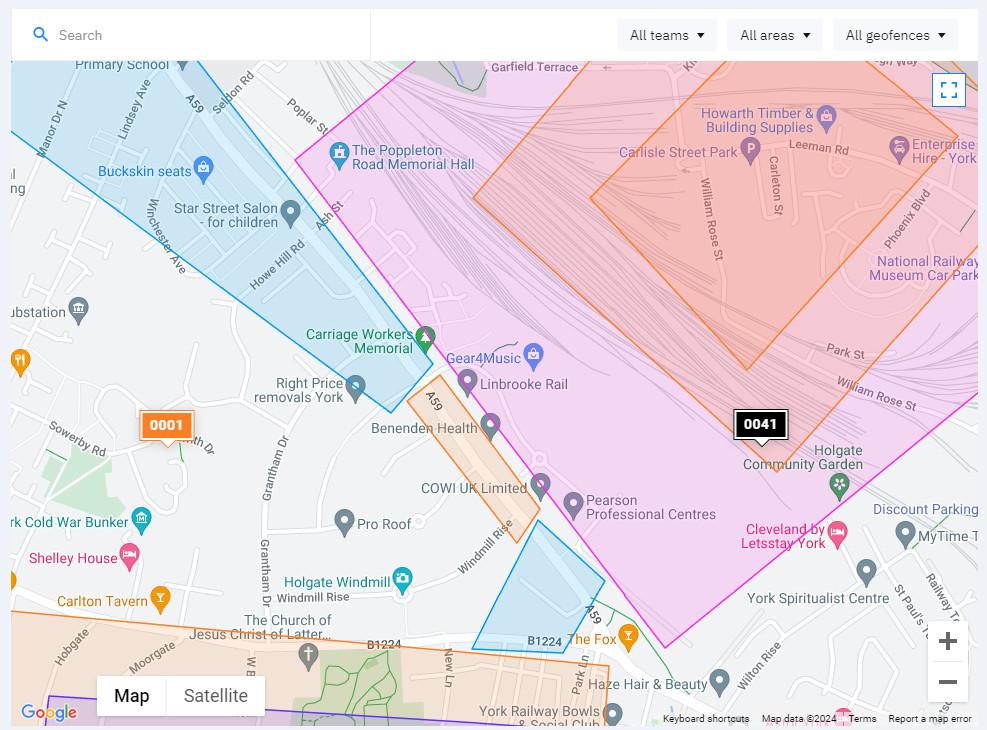 Search
All teams
All areas
All geofences
Primary School
Garfield Terrace
Seldon Rd
A59
Lindsey Ave
Manor Dr N
Poplar St
Howarth Timber &
Building Supplies
Leeman Rd
Carlisle Street Park
Enterprise
Hire - York
Carleton St
The Poppleton
Road Memorial Hall
Buckskin seats
William Rose St
Phoenix Blvd
Star Street Salon
- for children
Ash St
Winchester Ave
Howe Hill Rd
National Railway
Museum Car Park
Carriage Workers
Memorial
Gear4Music
Park St
Linbrooke Rail
Right Price
removals York
William Rose St
A59
0001
0041
Benenden Health
Sowerby Rd
Holgate
Community Garden
Grantham Dr
COWI UK Limited
Pearson
Professional Centres
Discount Parking
Cold War Bunker
Pro Roof
Windmill Rise
Cleveland by
Letsstay York
MyTime
Shelley House
Grantham Dr
Holgate Windmill
Windmill Rise
York Spiritualist Centre
Carlton Tavern
A59
St Paul's
Railway
The Church of
Jesus Christ of Latter...
B1224
B1224
The Fox
Hobgate
Moorgate
New Ln
Park Ln
Wilton Rise
Haze Hair & Beauty
York Railway Bowls
& Social Club
Map
Satellite
Google
Keyboard shortcuts
Map data ©2024
Terms
Report a map error